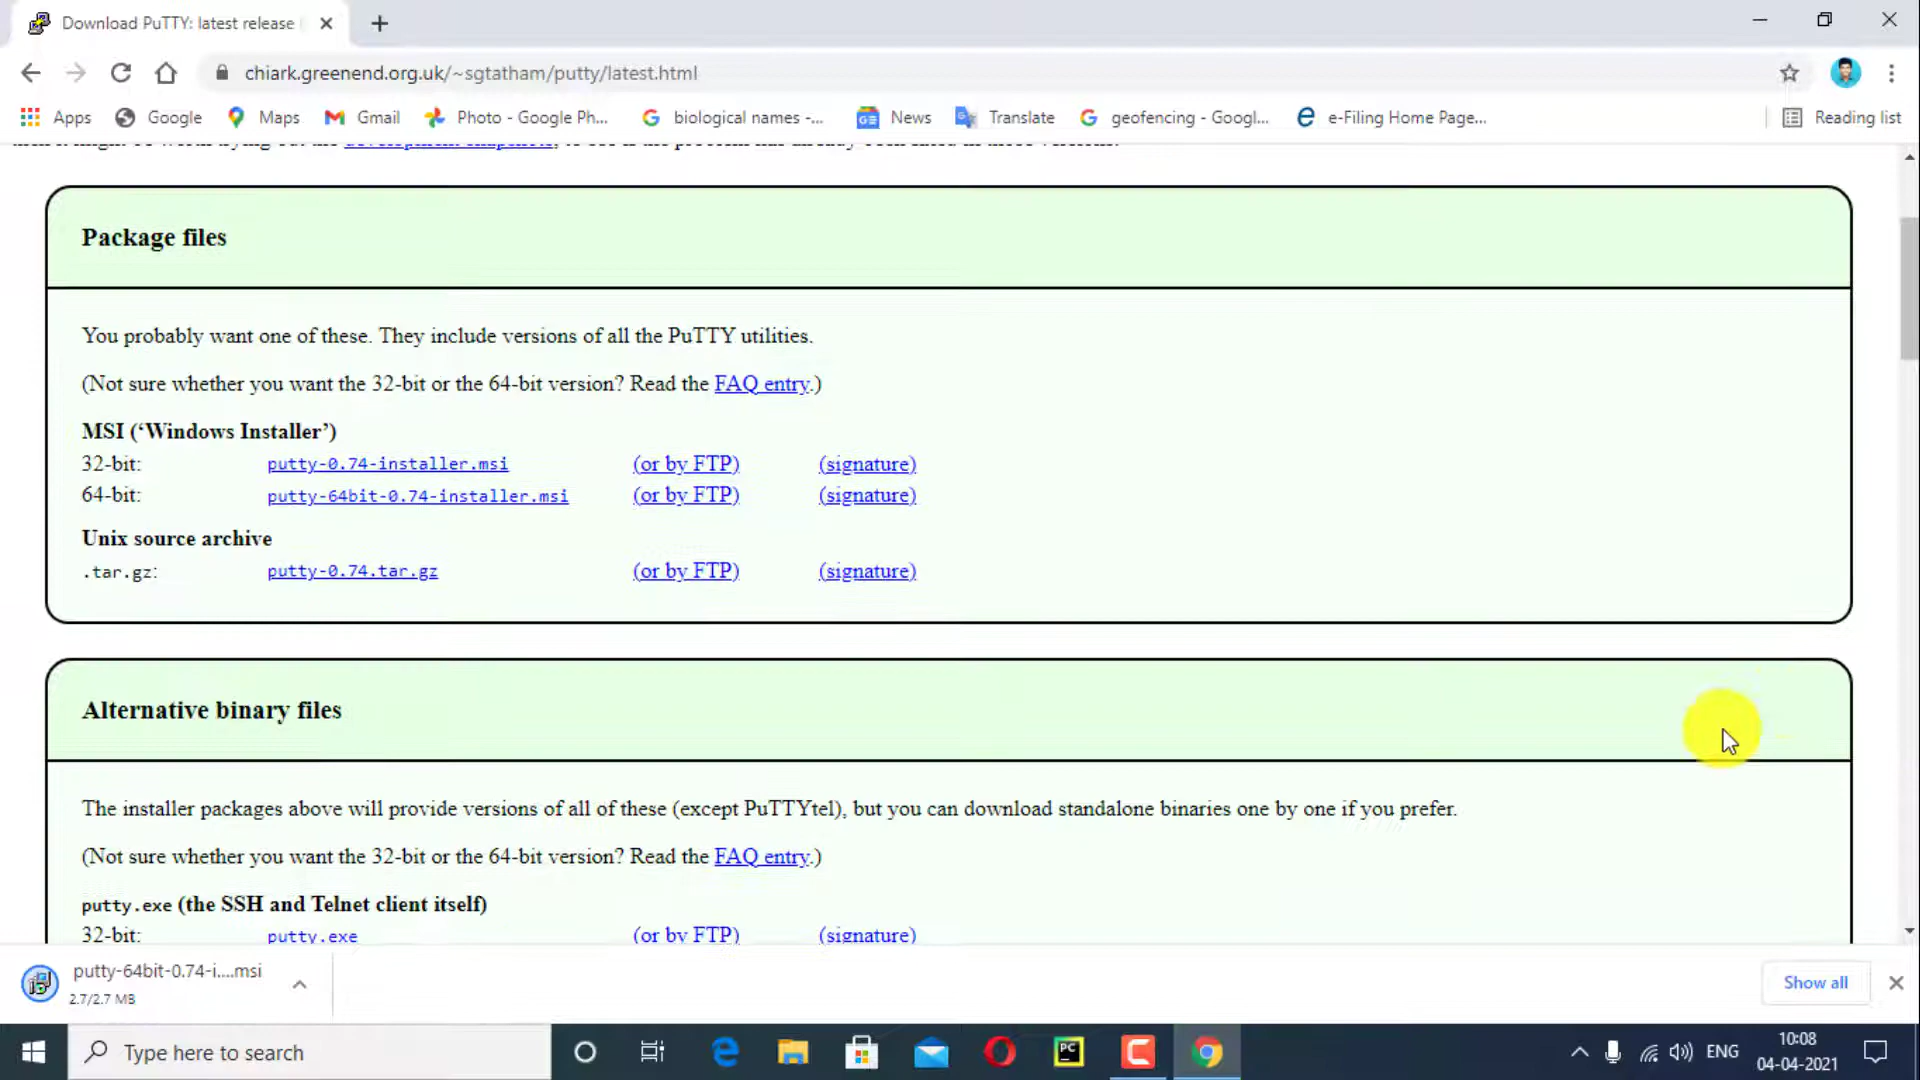 Download PuTTY: latest release
chiark.greenend.org.uk/~sgtatham/putty/latest.html
Apps Google Maps Gmail Photo - Google Ph... biological names -... News Translate geofencing - Googl... e-Filing Home Page... Reading list
Package files
You probably want one of these. They include versions of all the PuTTY utilities.
(Not sure whether you want the 32-bit or the 64-bit version? Read the FAQ entry.)
MSI (‘Windows Installer’)
32-bit: putty-0.74-installer.msi (or by FTP) (signature)
64-bit: putty-64bit-0.74-installer.msi (or by FTP) (signature)
Unix source archive
.tar.gz: putty-0.74.tar.gz (or by FTP) (signature)
Alternative binary files
The installer packages above will provide versions of all of these (except PuTTYtel), but you can download standalone binaries one by one if you prefer.
(Not sure whether you want the 32-bit or the 64-bit version? Read the FAQ entry.)
putty.exe (the SSH and Telnet client itself)
32-bit: putty.exe (or by FTP) (signature)
putty-64bit-0.74-i....msi
2.7/2.7 MB
Show all
Type here to search
PC
ENG
10:08
04-04-2021